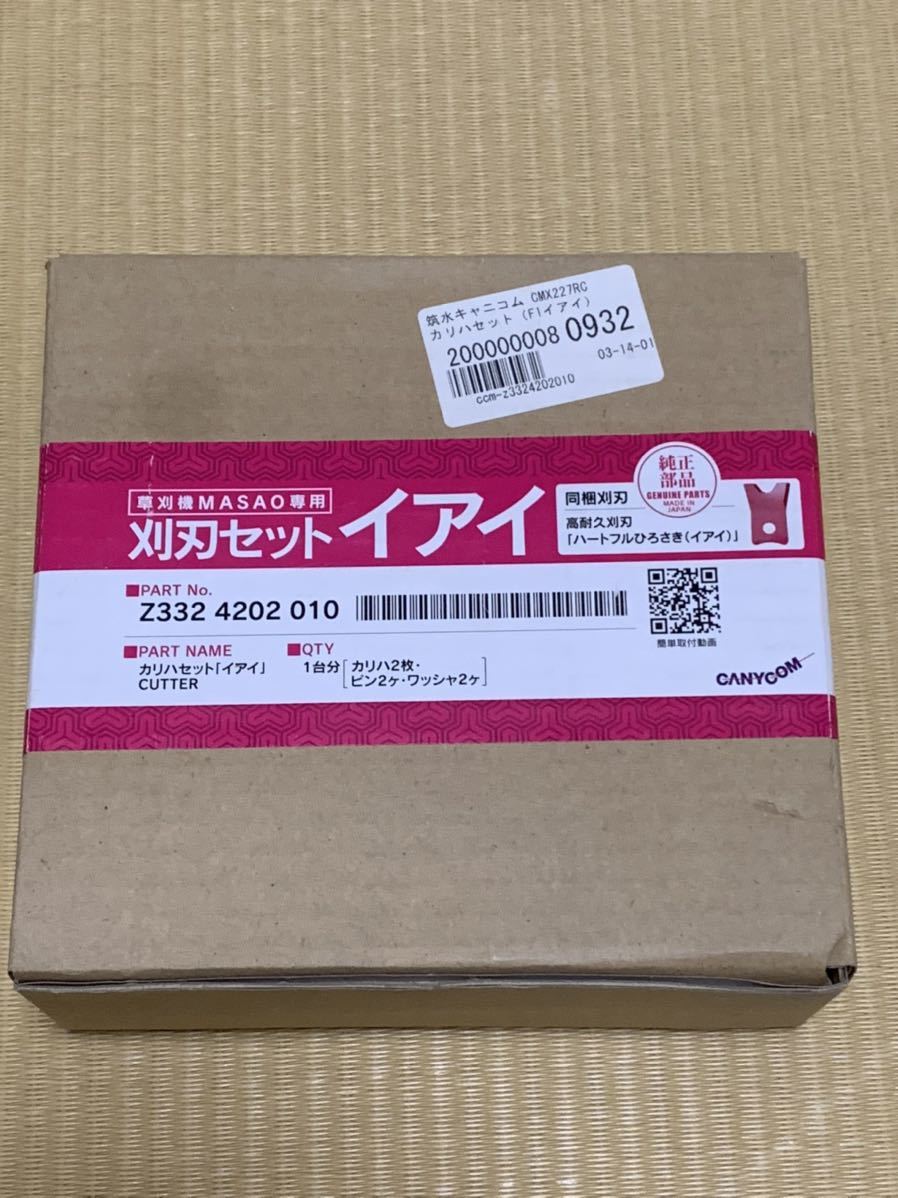 筑水キャニコム CMX227RC
カリハセット (FIイアイ)
200000008 0932
03-14-01
ccm-z3324202010
草刈機MASAO専用
刈刃セットイアイ
純正
部品
GENUINE PARTS
MADE IN
JAPAN
同梱刈刃
高耐久刈刃
「ハートフルひろさき(イアイ)」
■PART No.
Z332 4202 010
簡単取付動画
■PART NAME
カリハセット「イアイ」
CUTTER
■QTY
1台分[カリハ2枚・
ピン2ヶ・ワッシャ2ヶ]
CANYCOM